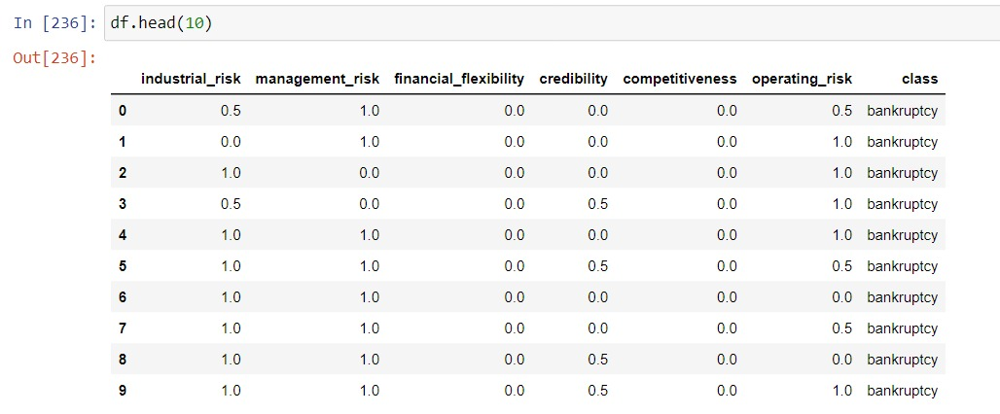 In [236]: df.head(10)
Out[236]:
industrial_risk management_risk financial_flexibility credibility competitiveness operating_risk class
0 0.5 1.0 0.0 0.0 0.0 0.5 bankruptcy
1 0.0 1.0 0.0 0.0 0.0 1.0 bankruptcy
2 1.0 0.0 0.0 0.0 0.0 1.0 bankruptcy
3 0.5 0.0 0.0 0.5 0.0 1.0 bankruptcy
4 1.0 1.0 0.0 0.0 0.0 1.0 bankruptcy
5 1.0 1.0 0.0 0.5 0.0 0.5 bankruptcy
6 1.0 1.0 0.0 0.0 0.0 0.0 bankruptcy
7 1.0 1.0 0.0 0.0 0.0 0.5 bankruptcy
8 1.0 1.0 0.0 0.5 0.0 0.0 bankruptcy
9 1.0 1.0 0.0 0.5 0.0 1.0 bankruptcy